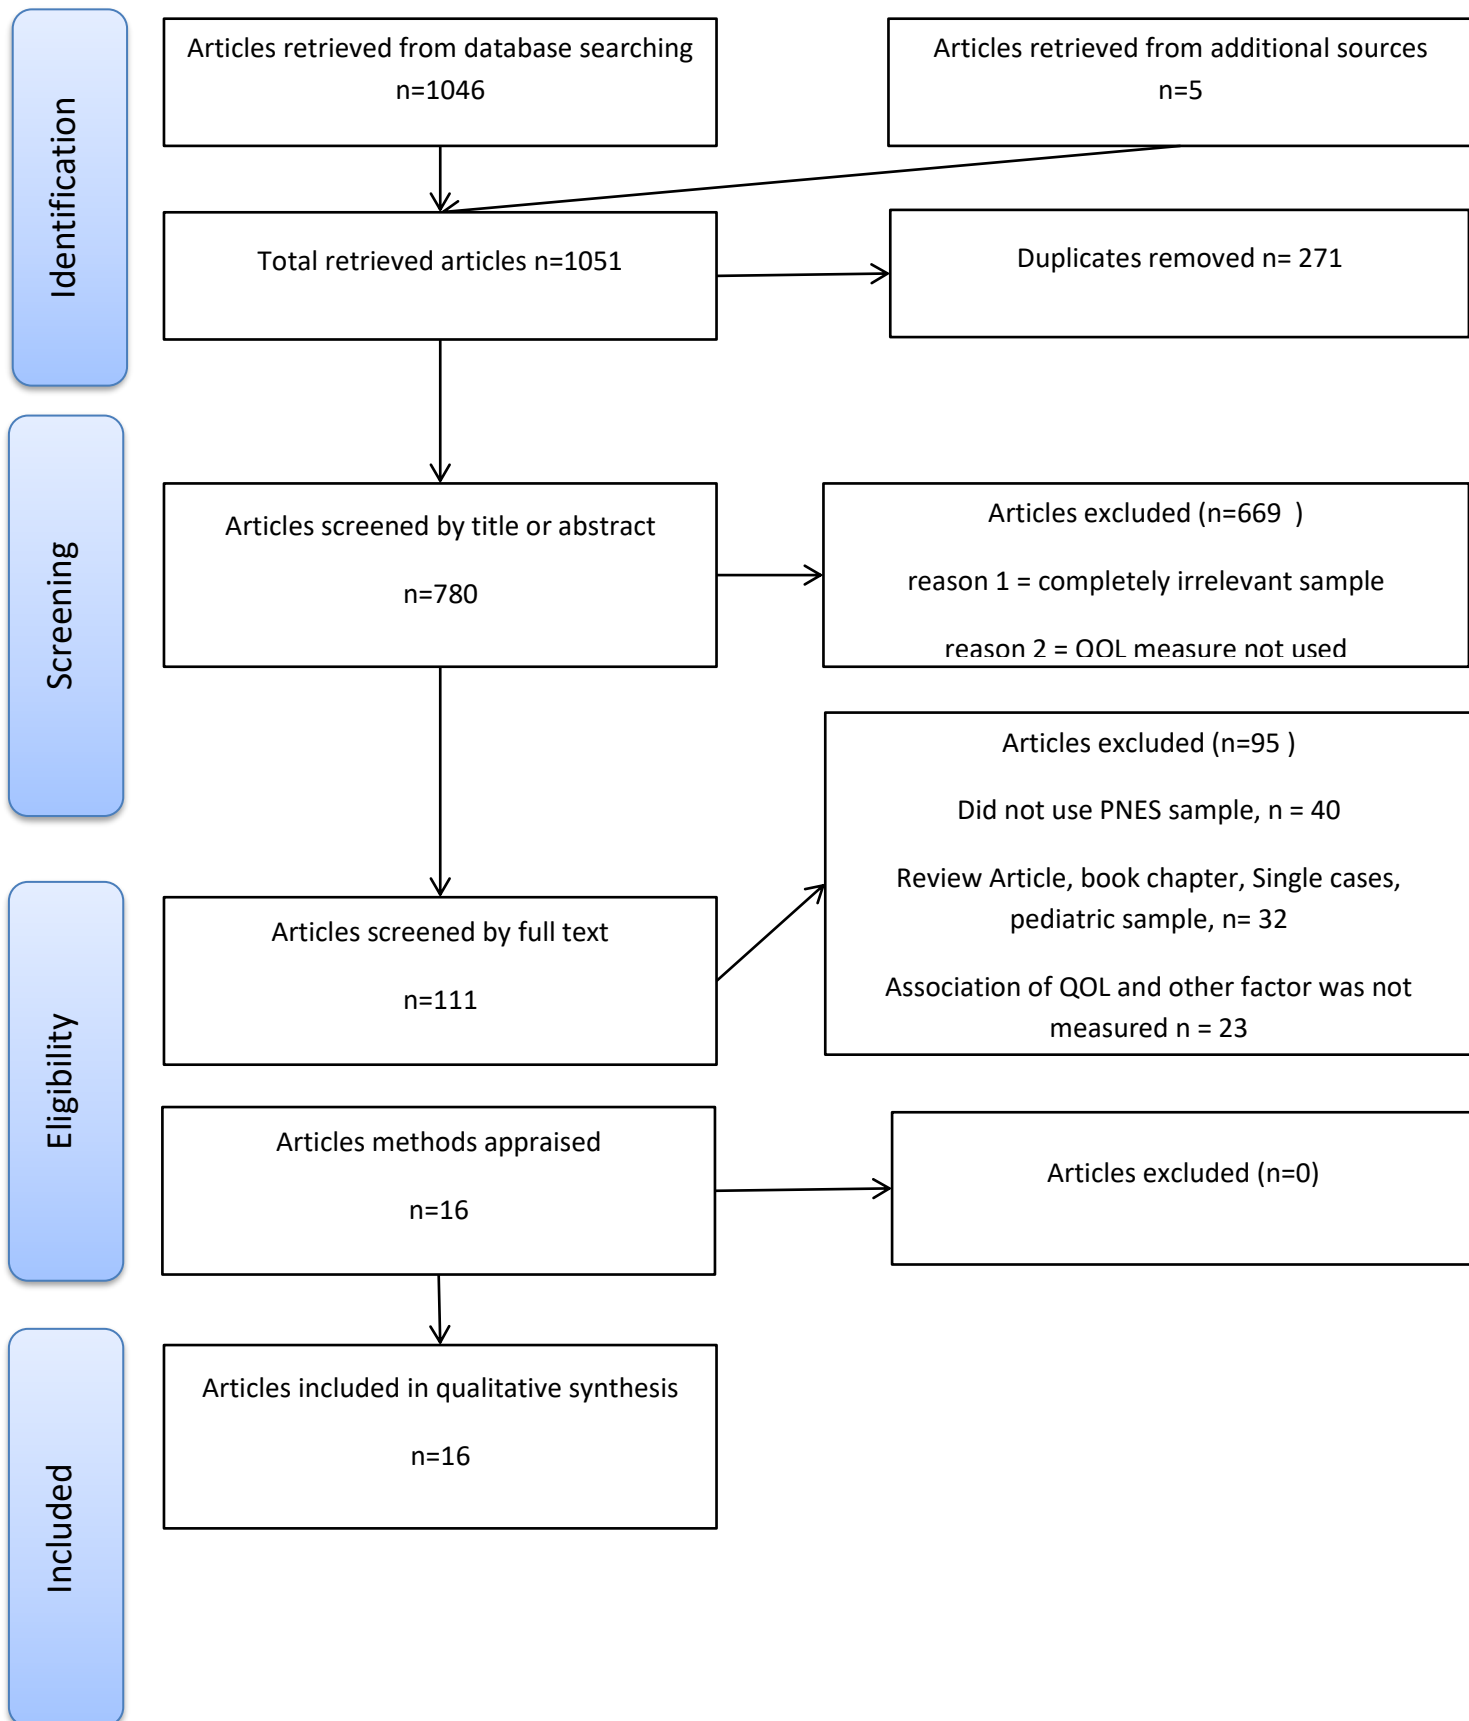 Identification
Articles retrieved from database searching
n=1046
Articles retrieved from additional sources
n=5
Total retrieved articles n=1051
Duplicates removed n= 271
Screening
Articles screened by title or abstract
n=780
Articles excluded (n=669 )
reason 1 = completely irrelevant sample
reason 2 = QOL measure not used
Articles excluded (n=95 )
Did not use PNES sample, n = 40
Review Article, book chapter, Single cases,
pediatric sample, n= 32
Association of QOL and other factor was not
measured n = 23
Eligibility
Articles screened by full text
n=111
Articles methods appraised
n=16
Articles excluded (n=0)
Included
Articles included in qualitative synthesis
n=16